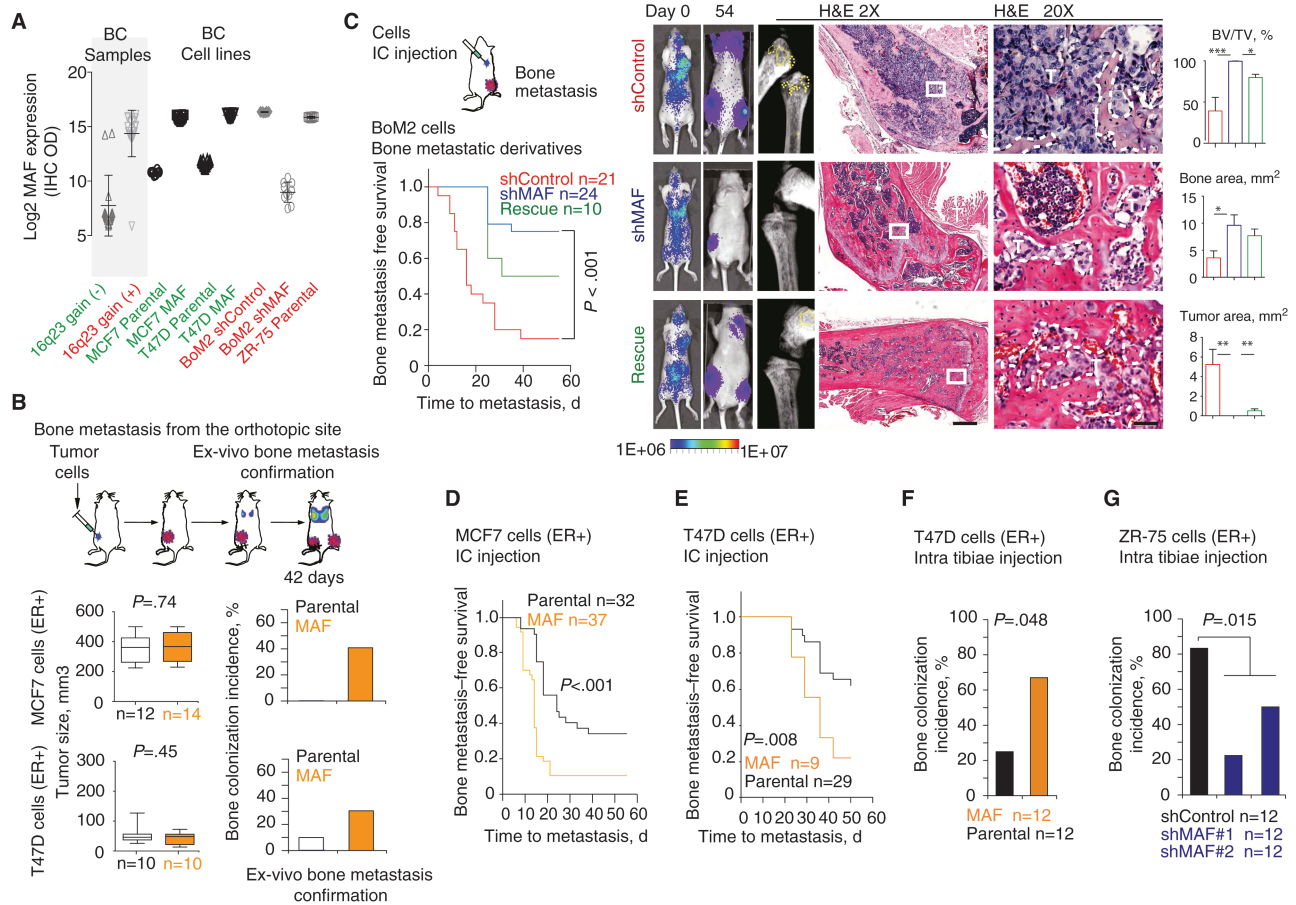 A
BC
Samples
BC
Cell lines
Log2 MAF expression
(IHC OD)
20
15
10
5
16q23 gain (-)
16q23 gain (+)
MCF7 Parental
MCF7 MAF
T47D Parental
T47D MAF
BoM2 shControl
BoM2 shMAF
ZR-75 Parental
C
Cells
IC injection
Bone
metastasis
BoM2 cells
Bone metastatic derivatives
Bone metastasis free survival
1.0
0.8
0.6
0.4
0.2
shControl n=21
shMAF n=24
Rescue n=10
P < .001
0
20
40
60
Time to metastasis, d
Day 0
54
H&E 2X
H&E 20X
shControl
T
shMAF
T
T
Rescue
1E+06
1E+07
BV/TV, %
***
*
100
50
0
Bone area, mm²
*
15
10
5
0
Tumor area, mm²
**
**
8
6
4
2
0
B
Bone metastasis from the orthotopic site
Tumor
cells
Ex-vivo bone metastasis
confirmation
42 days
MCF7 cells (ER+)
T47D cells (ER+)
Tumor size, mm3
600
400
200
0
P=.74
n=12
n=14
300
200
100
0
P=.45
n=10
n=10
Bone colonization incidence, %
Parental
MAF
60
40
20
0
Parental
MAF
60
40
20
0
Ex-vivo bone metastasis
confirmation
D
MCF7 cells (ER+)
IC injection
Bone metastasis–free survival
1.0
0.8
0.6
0.4
0.2
0
Parental n=32
MAF n=37
P<.001
0 10 20 30 40 50 60
Time to metastasis, d
E
T47D cells (ER+)
IC injection
Bone metastasis–free survival
1.0
0.8
0.6
0.4
0.2
0
P=.008
MAF n=9
Parental n=29
0 10 20 30 40 50 60
Time to metastasis, d
F
T47D cells (ER+)
Intra tibiae injection
Bone colonization
incidence, %
100
80
60
40
20
0
P=.048
MAF n=12
Parental n=12
G
ZR-75 cells (ER+)
Intra tibiae injection
Bone colonization
incidence, %
100
80
60
40
20
0
P=.015
shControl n=12
shMAF#1 n=12
shMAF#2 n=12